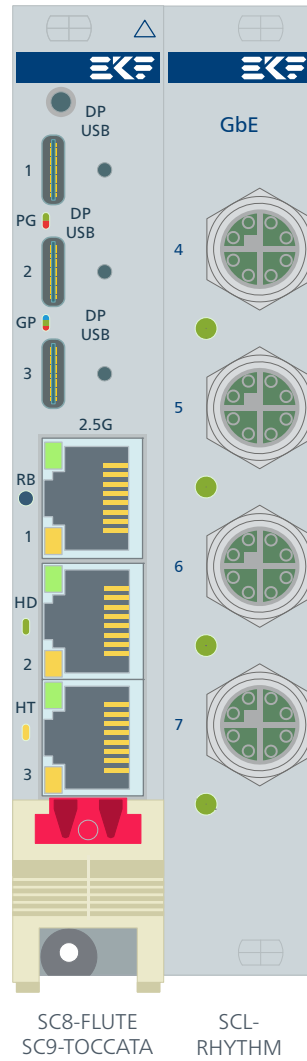 EKF
EKF
DP
USB
GbE
1
PG
DP
USB
2
4
GP
DP
USB
3
5
2.5G
RB
1
6
HD
2
HT
7
3
SC8-FLUTE
SC9-TOCCATA
SCL-
RHYTHM